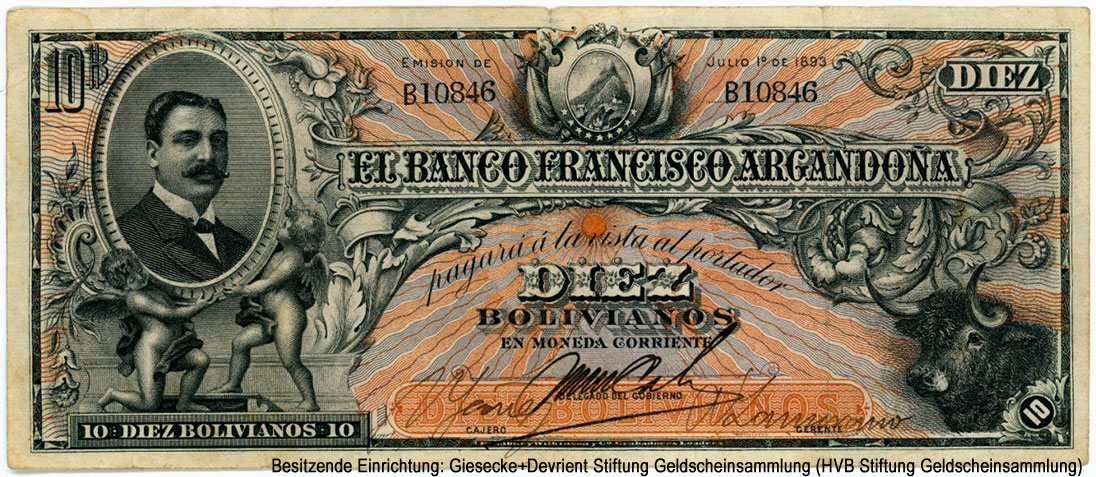 10 B
EMISION DE
JULIO 1º DE 1893
DIEZ
B10846
B10846
EL BANCO FRANCISCO ARGANDOÑA
pagará á la vista al portador
DIEZ
BOLIVIANOS
EN MONEDA CORRIENTE
DELEGADO DEL GOBIERNO
DIEZ BOLIVIANOS
CAJERO
GERENTE
10 DIEZ BOLIVIANOS 10
10
Besitzende Einrichtung: Giesecke+Devrient Stiftung Geldscheinsammlung (HVB Stiftung Geldscheinsammlung)